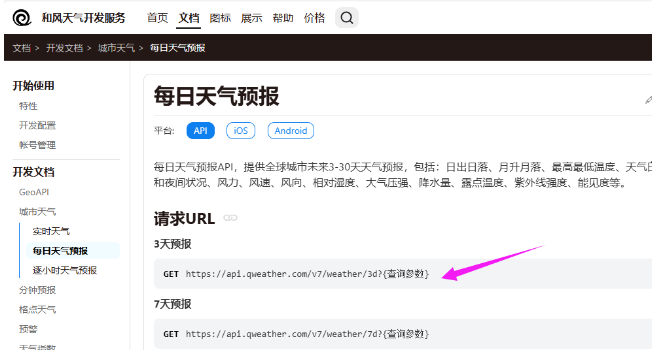 和风天气开发服务 首页 文档 图标 展示 帮助 价格
文档 > 开发文档 > 城市天气 > 每日天气预报
开始使用
特性
开发配置
帐号管理
开发文档
GeoAPI
城市天气
实时天气
每日天气预报
逐小时天气预报
分钟预报
格点天气
预警
天气指数
每日天气预报
平台: API iOS Android
每日天气预报API，提供全球城市未来3-30天天气预报，包括：日出日落、月升月落、最高最低温度、天气白
和夜间状况、风力、风速、风向、相对湿度、大气压强、降水量、露点温度、紫外线强度、能见度等。
请求URL
3天预报
GET https://api.qweather.com/v7/weather/3d?{查询参数}
7天预报
GET https://api.qweather.com/v7/weather/7d?{查询参数}